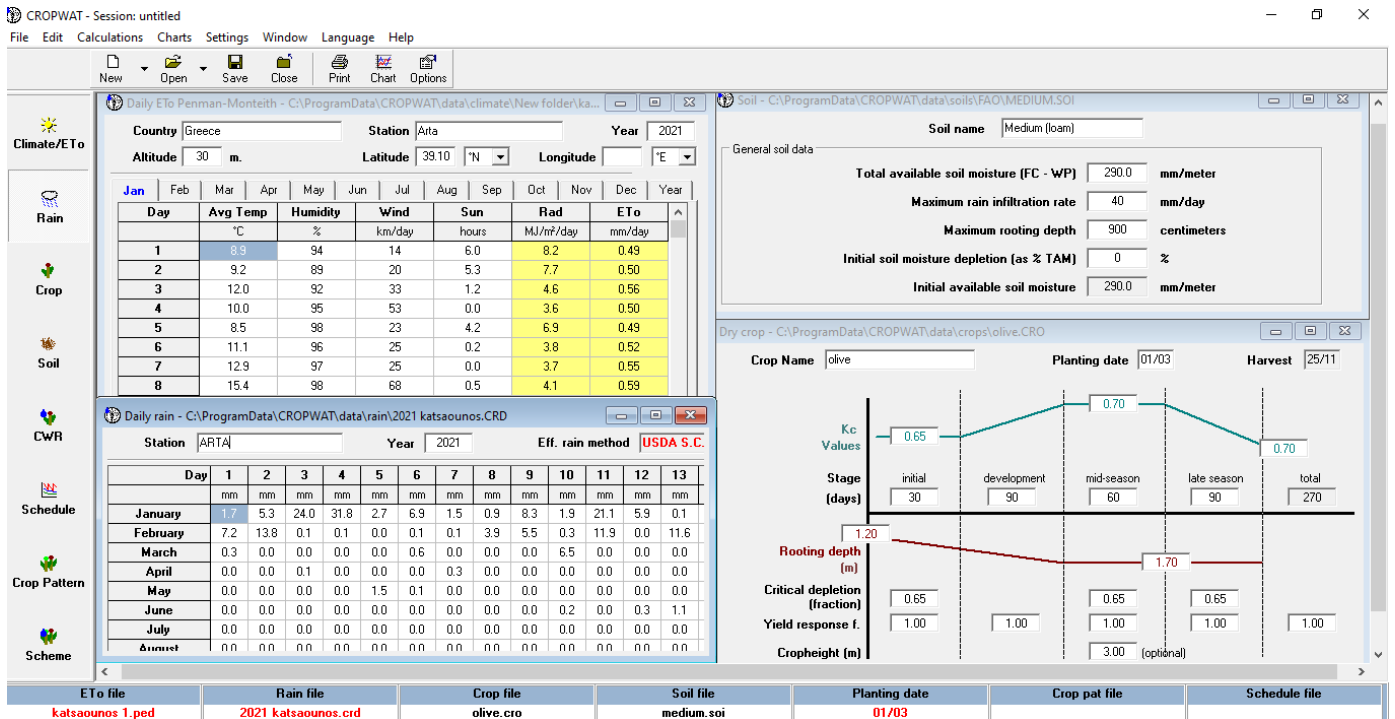 CROPWAT - Session: untitled
File Edit Calculations Charts Settings Window Language Help
New Open Save Close Print Chart Options
Climate/ETo
Rain
Crop
Soil
CWR
Schedule
Crop Pattern
Scheme
Daily ETo Penman-Monteith - C:\ProgramData\CROPWAT\data\climate\New folder\ka...
Country Greece Station Arta Year 2021
Altitude 30 m. Latitude 39.10 °N Longitude °E
Jan Feb Mar Apr May Jun Jul Aug Sep Oct Nov Dec Year
Day Avg Temp Humidity Wind Sun Rad ETo
°C % km/day hours MJ/m²/day mm/day
1 8.9 94 14 6.0 8.2 0.49
2 9.2 89 20 5.3 7.7 0.50
3 12.0 92 33 1.2 4.6 0.56
4 10.0 95 53 0.0 3.6 0.50
5 8.5 98 23 4.2 6.9 0.49
6 11.1 96 25 0.2 3.8 0.52
7 12.9 97 25 0.0 3.7 0.55
8 15.4 98 68 0.5 4.1 0.59
Daily rain - C:\ProgramData\CROPWAT\data\rain\2021 katsaounos.CRD
Station ARTA Year 2021 Eff. rain method USDA S.C.
Day 1 2 3 4 5 6 7 8 9 10 11 12 13
mm mm mm mm mm mm mm mm mm mm mm mm mm
January 1.7 5.3 24.0 31.8 2.7 6.9 1.5 0.9 8.3 1.9 21.1 5.9 0.1
February 7.2 13.8 0.1 0.1 0.0 0.1 0.1 3.9 5.5 0.3 11.9 0.0 11.6
March 0.3 0.0 0.0 0.0 0.0 0.6 0.0 0.0 0.0 6.5 0.0 0.0 0.0
April 0.0 0.0 0.1 0.0 0.0 0.0 0.3 0.0 0.0 0.0 0.0 0.0 0.0
May 0.0 0.0 0.0 0.0 1.5 0.1 0.0 0.0 0.0 0.0 0.0 0.0 0.0
June 0.0 0.0 0.0 0.0 0.0 0.0 0.0 0.0 0.0 0.2 0.0 0.3 1.1
July 0.0 0.0 0.0 0.0 0.0 0.0 0.0 0.0 0.0 0.0 0.0 0.0 0.0
August 0.0 0.0 0.0 0.0 0.0 0.0 0.0 0.0 0.0 0.0 0.0 0.0 0.0
Soil - C:\ProgramData\CROPWAT\data\soils\FAO\MEDIUM.SOI
Soil name Medium (loam)
General soil data
Total available soil moisture (FC - WP) 290.0 mm/meter
Maximum rain infiltration rate 40 mm/day
Maximum rooting depth 900 centimeters
Initial soil moisture depletion (as % TAM) 0 %
Initial available soil moisture 290.0 mm/meter
Dry crop - C:\ProgramData\CROPWAT\data\crops\olive.CRO
Crop Name olive Planting date 01/03 Harvest 25/11
0.70
Kc 0.65
Values 0.70
Stage initial development mid-season late season total
(days) 30 90 60 90 270
1.20
Rooting depth
(m) 1.70
Critical depletion
(fraction) 0.65 0.65 0.65
Yield response f. 1.00 1.00 1.00 1.00 1.00
Cropheight (m) 3.00 (optional)
ETo file Rain file Crop file Soil file Planting date Crop pat file Schedule file
katsaounos 1.ped 2021 katsaounos.crd olive.cro medium.soi 01/03